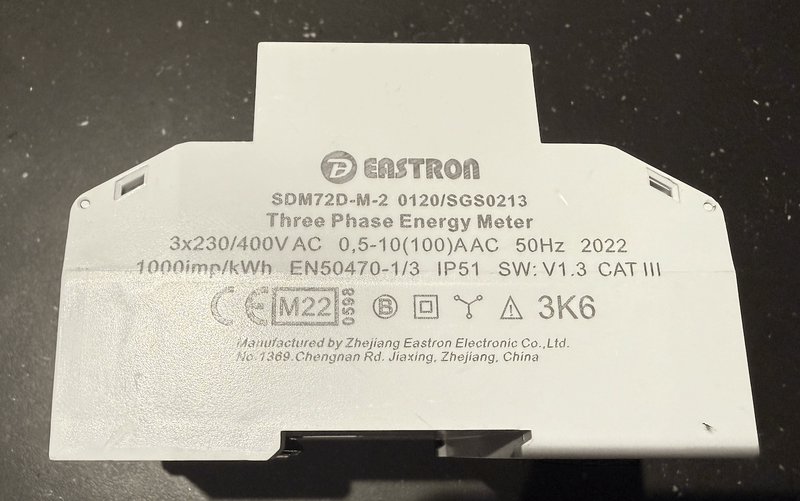 EASTRON
SDM72D-M-2 0120/SGS0213
Three Phase Energy Meter
3x230/400V AC 0,5-10(100)A AC 50Hz 2022
1000imp/kWh EN50470-1/3 IP51 SW: V1.3 CAT III
CE M22 0598 B 3K6
Manufactured by Zhejiang Eastron Electronic Co.,Ltd.
No.1369.Chengnan Rd. Jiaxing, Zhejiang, China